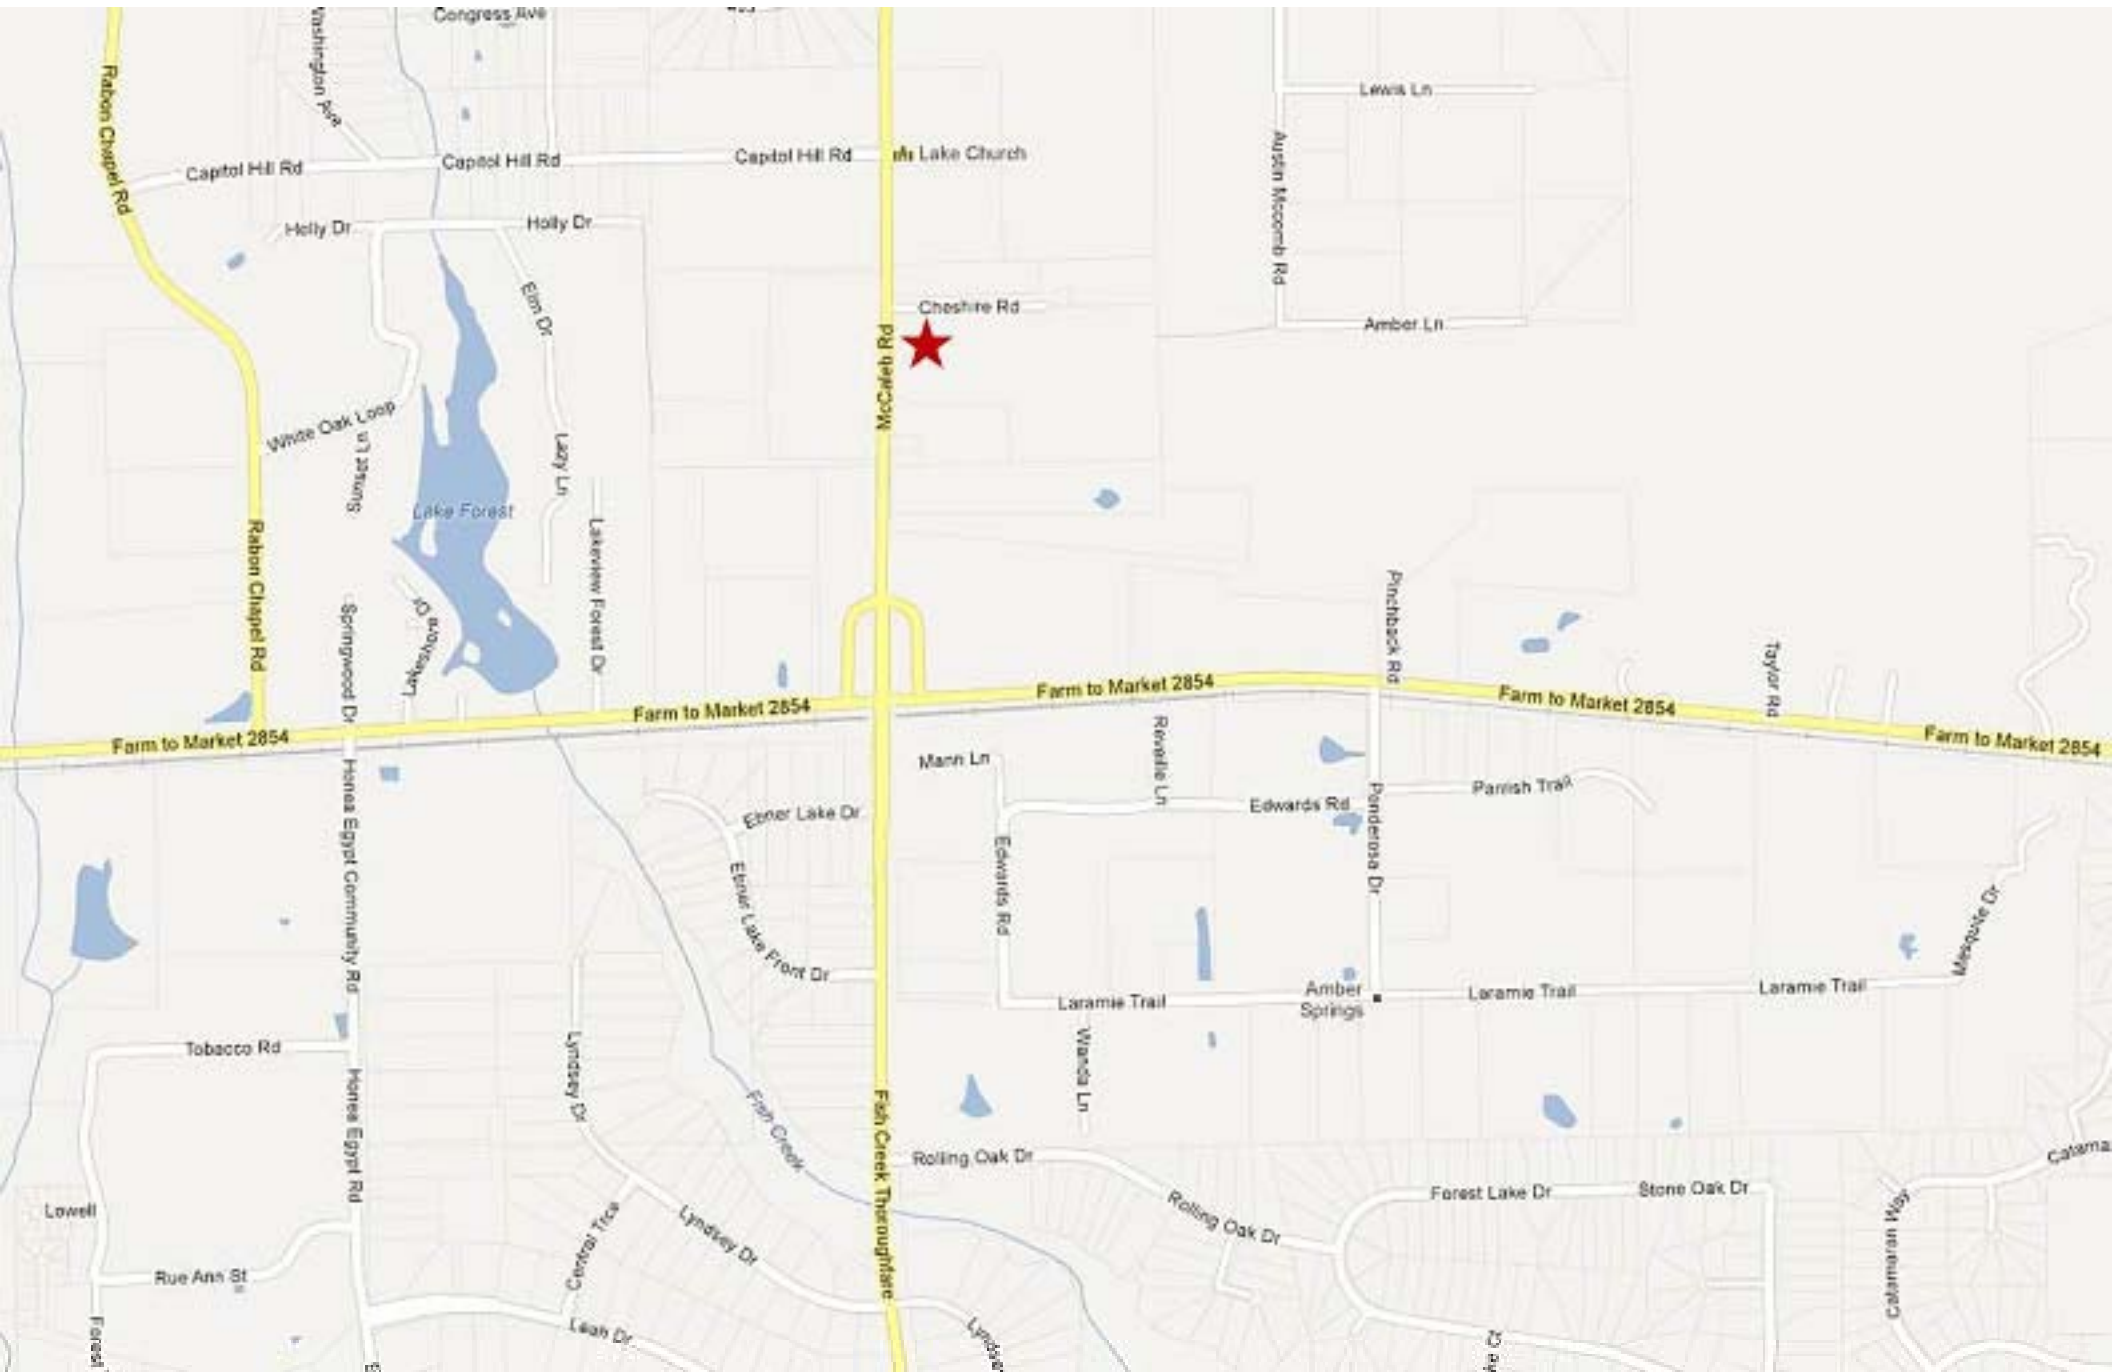 Congress Ave
Washington Ave
Rabon Chapel Rd
Lewis Ln
Austin Mccomb Rd
Capitol Hill Rd
Capitol Hill Rd
Capitol Hill Rd
Lake Church
Holly Dr
Holly Dr
Elm Dr
Cheshire Rd
Amber Ln
McCaleb Rd
White Oak Loop
Sunset Ln
Lazy Ln
Lake Forest
Rabon Chapel Rd
Lakeview Forest Dr
Springwood Dr
Lakeshore Dr
Pinchback Rd
Taylor Rd
Farm to Market 2854
Farm to Market 2854
Farm to Market 2854
Farm to Market 2854
Farm to Market 2854
Reveille Ln
Mann Ln
Honea Egypt Community Rd
Ebner Lake Dr
Edwards Rd
Parrish Trail
Ponderosa Dr
Edwards Rd
Ebner Lake Front Dr
Mesquite Dr
Laramie Trail
Amber
Springs
Laramie Trail
Laramie Trail
Tobacco Rd
Lyndsey Dr
Wanda Ln
Honea Egypt Rd
Fish Creek
Fish Creek Thoroughfare
Rolling Oak Dr
Catama
Forest Lake Dr
Stone Oak Dr
Lowell
Rolling Oak Dr
Lyndsey Dr
Central Trce
Catamaran Way
Rue Ann St
Forest
Leah Dr
Lyndsey